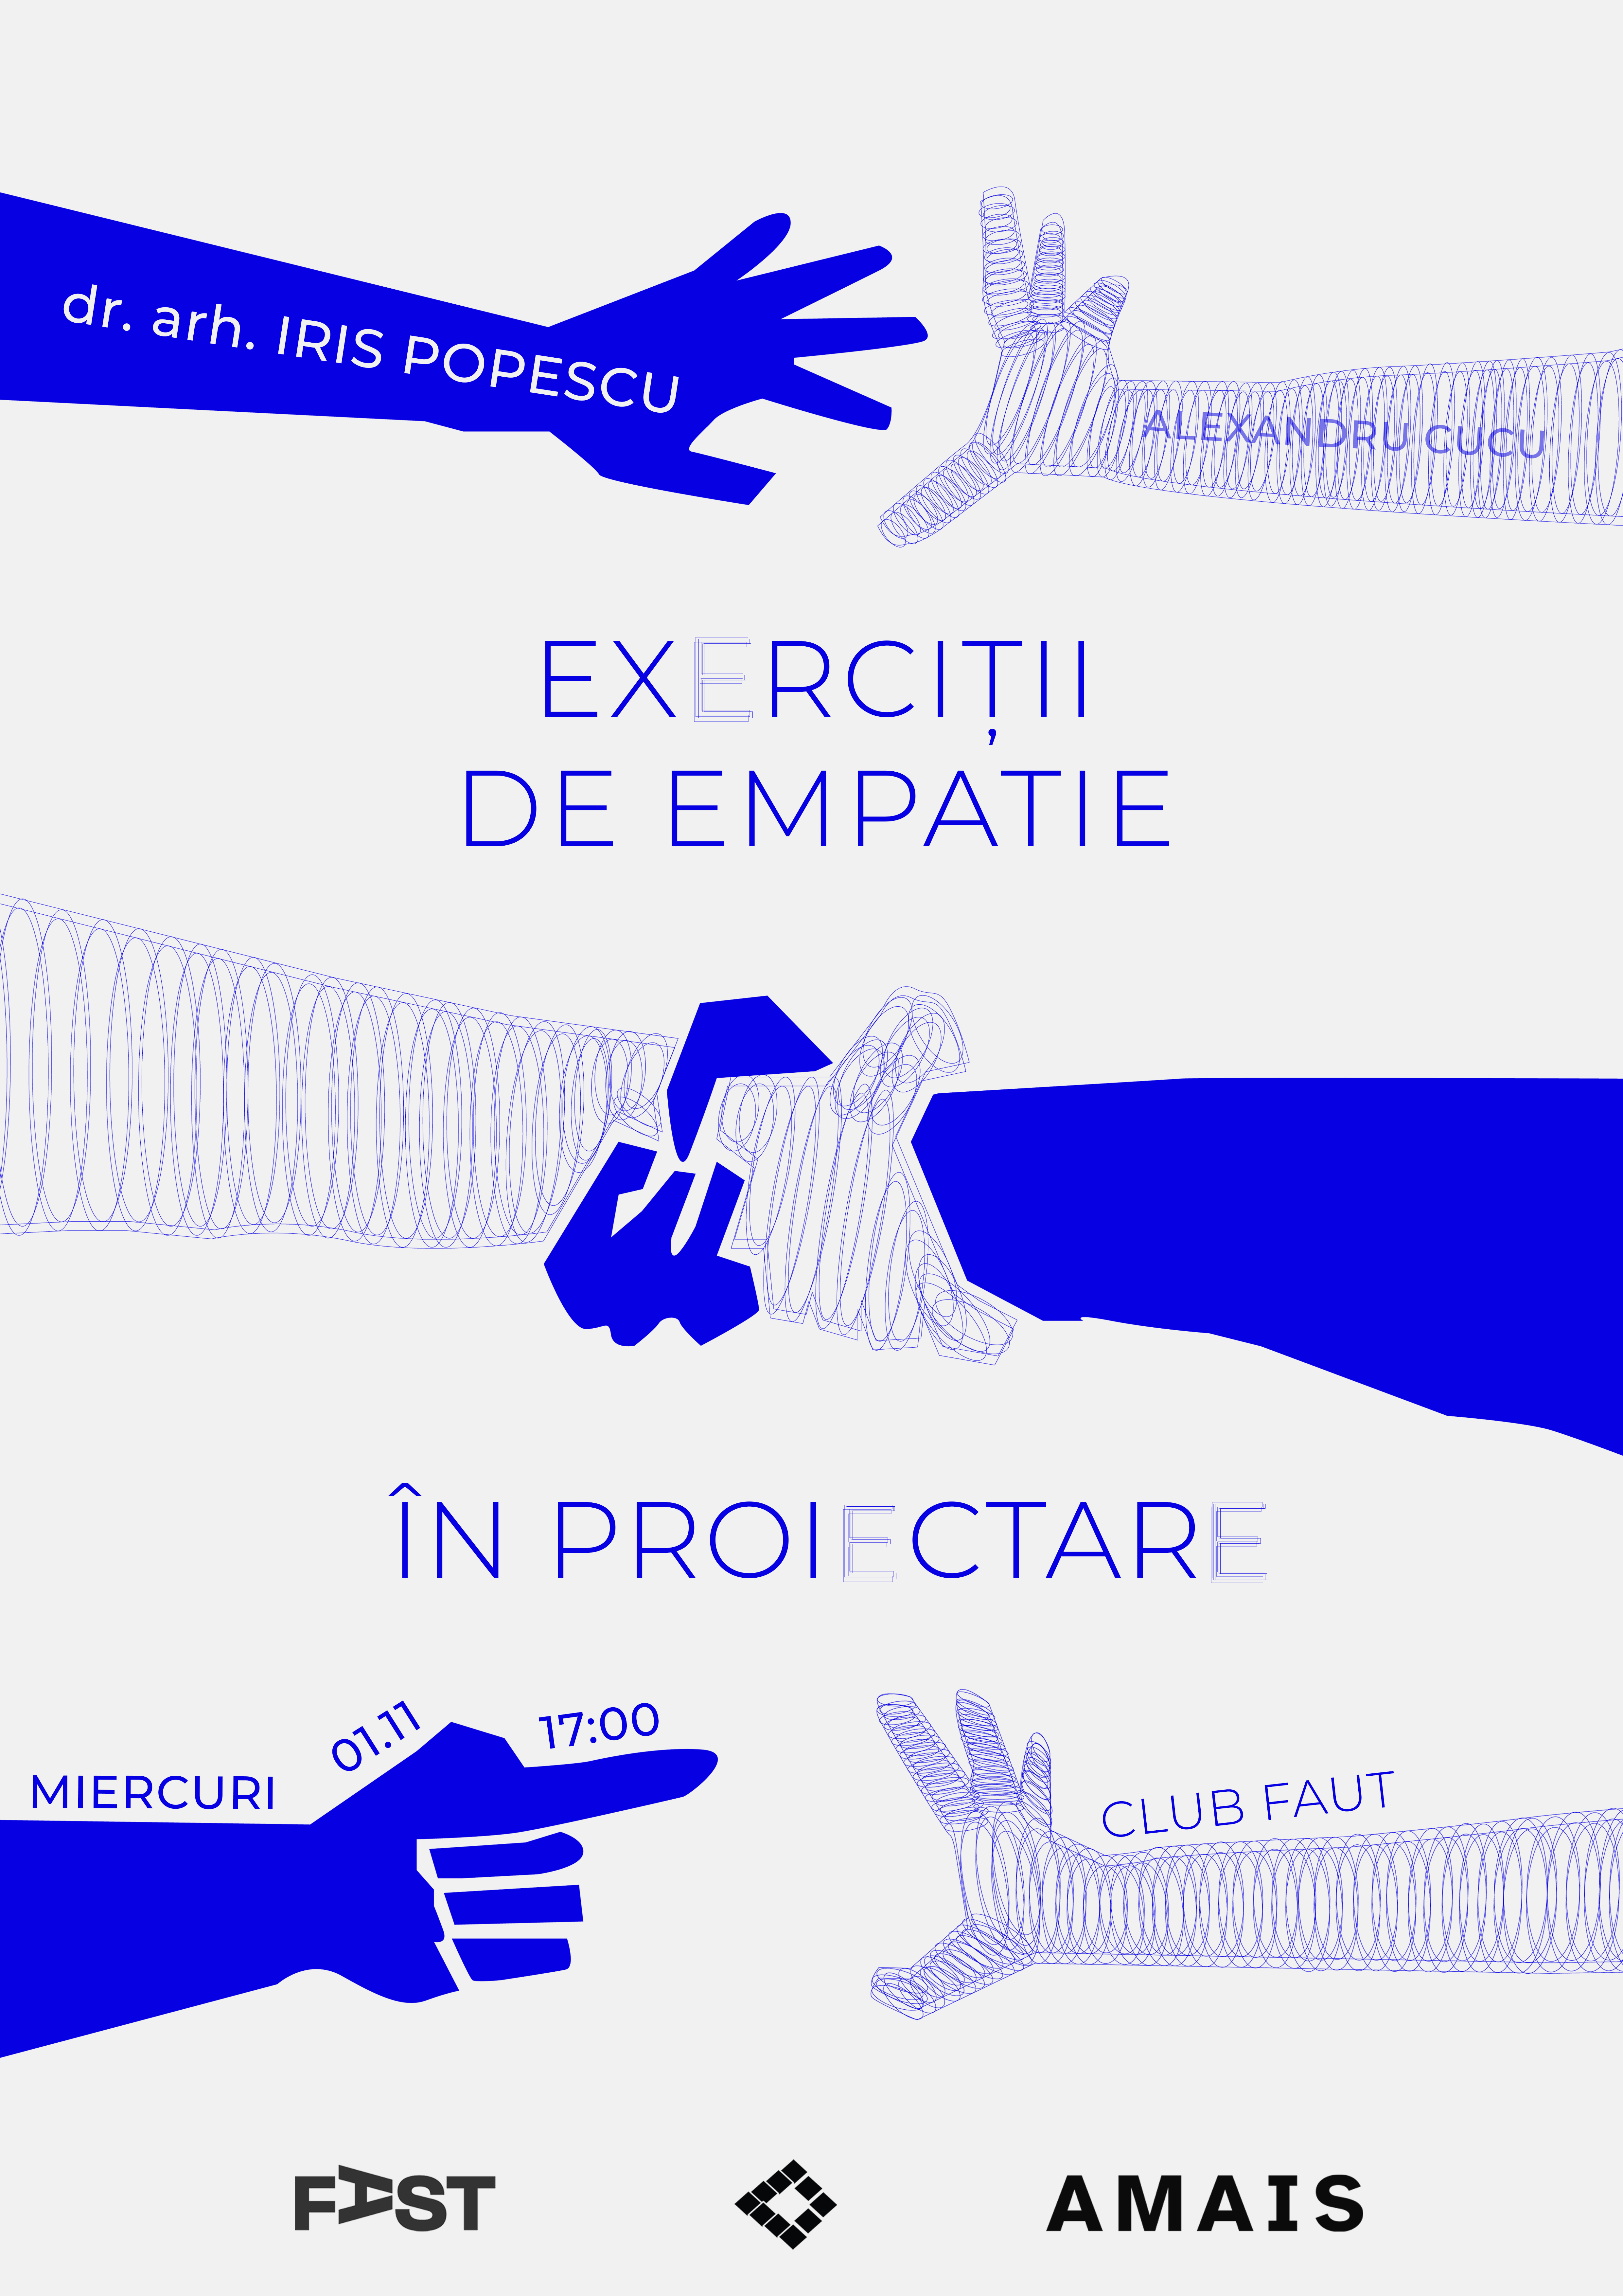 dr. arh. IRIS POPESCU
ALEXANDRU CUCU
EXERCIȚII
DE EMPATIE
ÎN PROIECTARE
MIERCURI
01.11
17:00
CLUB FAUT
FAST
AMAIS